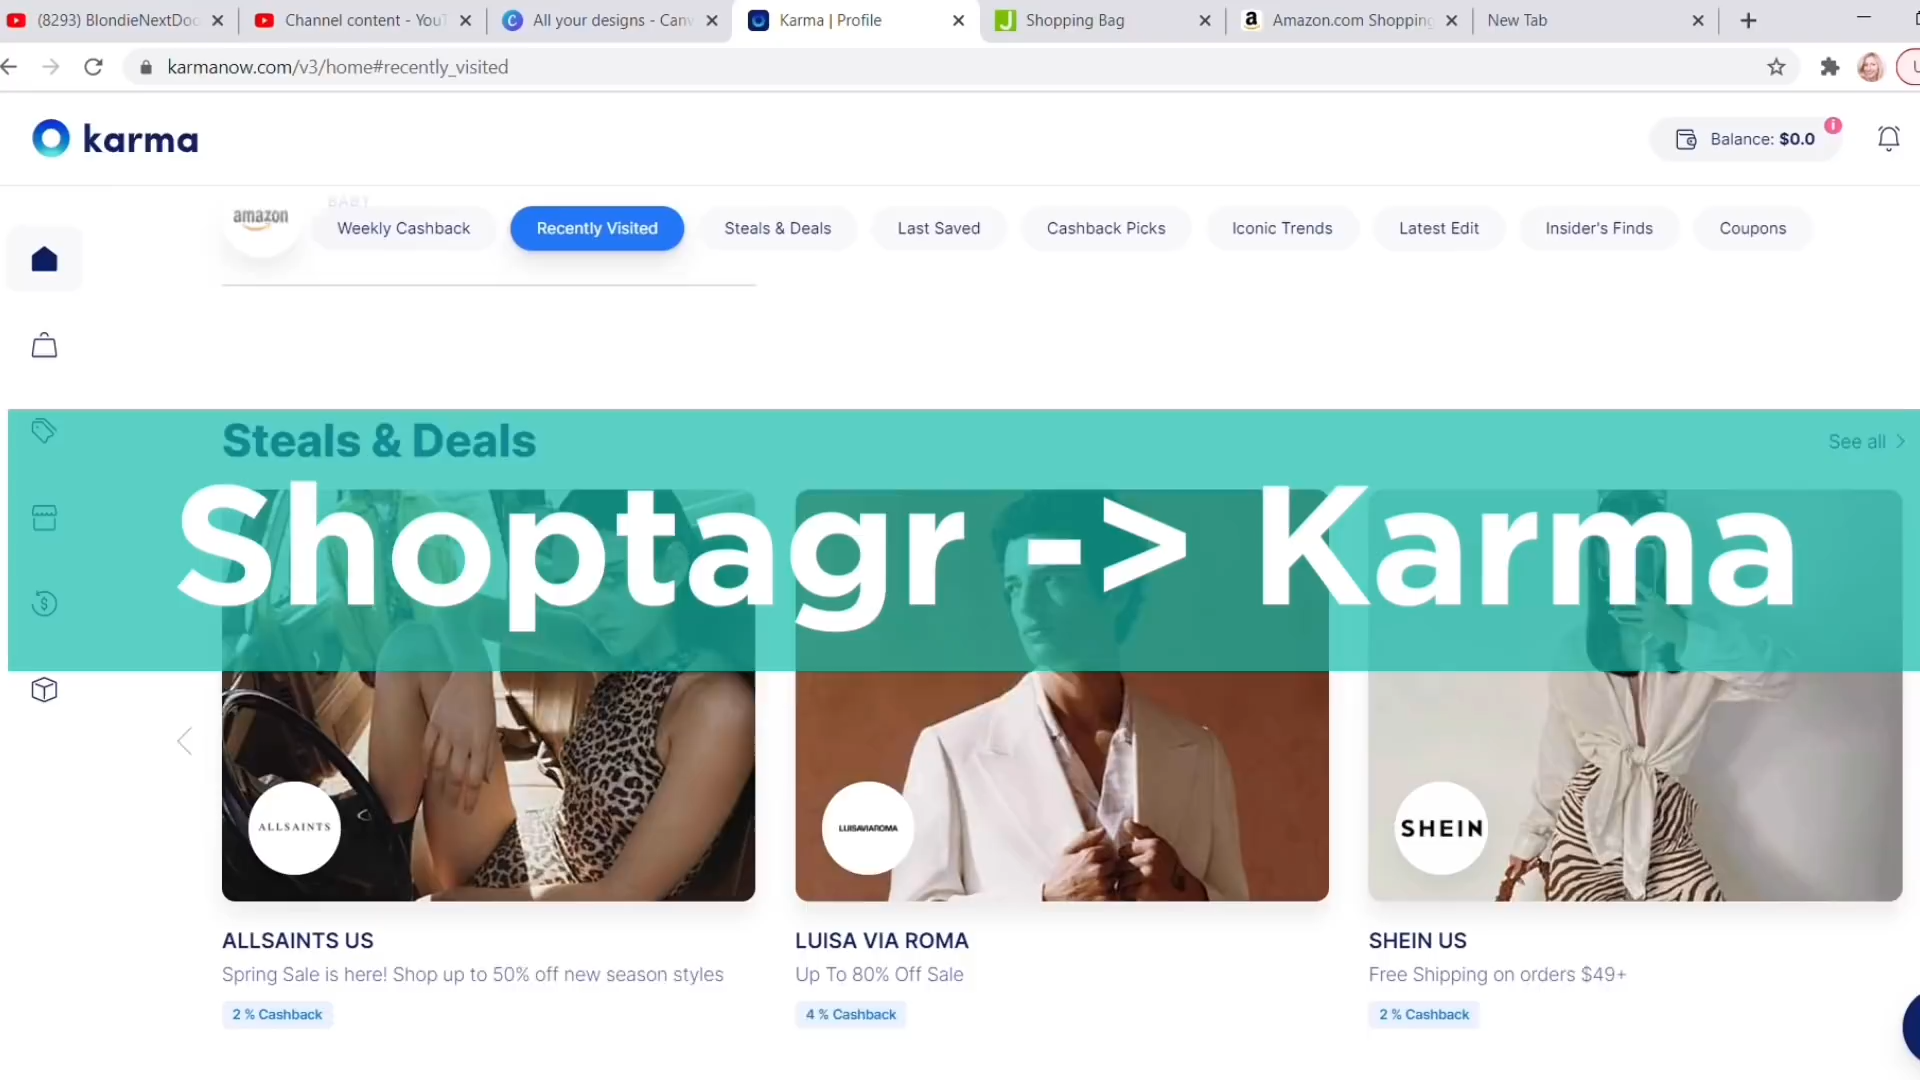 (8293) BlondieNextDoo
Channel content - YouT
All your designs - Canv
Karma | Profile
Shopping Bag
Amazon.com Shopping
New Tab
karmanow.com/v3/home#recently_visited
karma
Balance: $0.0
amazon
BABY
Weekly Cashback
Recently Visited
Steals & Deals
Last Saved
Cashback Picks
Iconic Trends
Latest Edit
Insider's Finds
Coupons
Steals & Deals
See all
Shoptagr -> Karma
ALLSAINTS
LUISAVIAROMA
SHEIN
ALLSAINTS US
LUISA VIA ROMA
SHEIN US
Spring Sale is here! Shop up to 50% off new season styles
Up To 80% Off Sale
Free Shipping on orders $49+
2 % Cashback
4 % Cashback
2 % Cashback